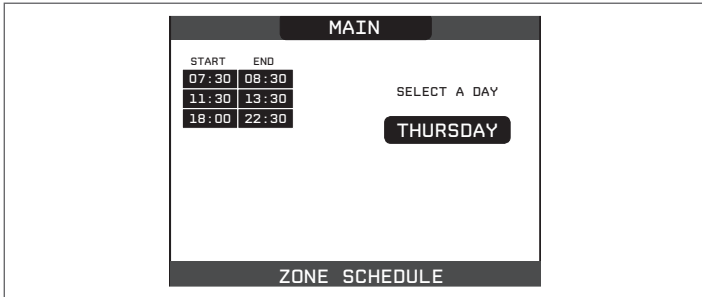 MAIN
START END
07:30 08:30
11:30 13:30
18:00 22:30
SELECT A DAY
THURSDAY
ZONE SCHEDULE